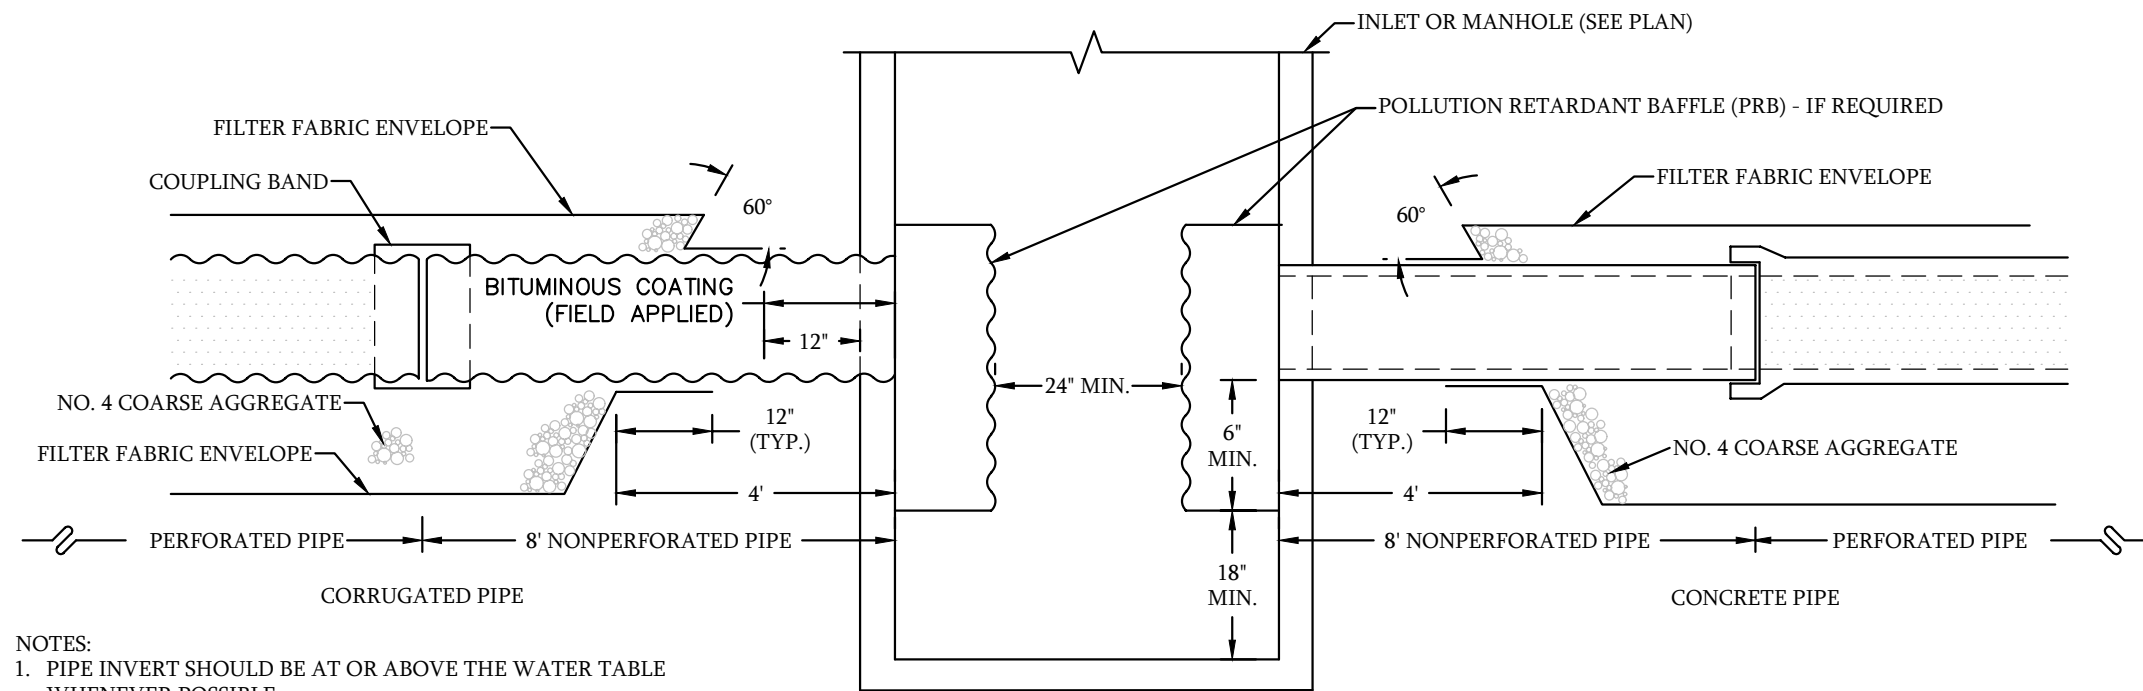 INLET OR MANHOLE (SEE PLAN)
POLLUTION RETARDANT BAFFLE (PRB) - IF REQUIRED
FILTER FABRIC ENVELOPE
COUPLING BAND
60°
60°
FILTER FABRIC ENVELOPE
BITUMINOUS COATING
(FIELD APPLIED)
12"
NO. 4 COARSE AGGREGATE
FILTER FABRIC ENVELOPE
12"
(TYP.)
24" MIN.
6"
MIN.
12"
(TYP.)
NO. 4 COARSE AGGREGATE
4'
4'
PERFORATED PIPE
8' NONPERFORATED PIPE
8' NONPERFORATED PIPE
PERFORATED PIPE
18"
MIN.
CORRUGATED PIPE
CONCRETE PIPE
NOTES:
1. PIPE INVERT SHOULD BE AT OR ABOVE THE WATER TABLE
WHENEVER POSSIBLE